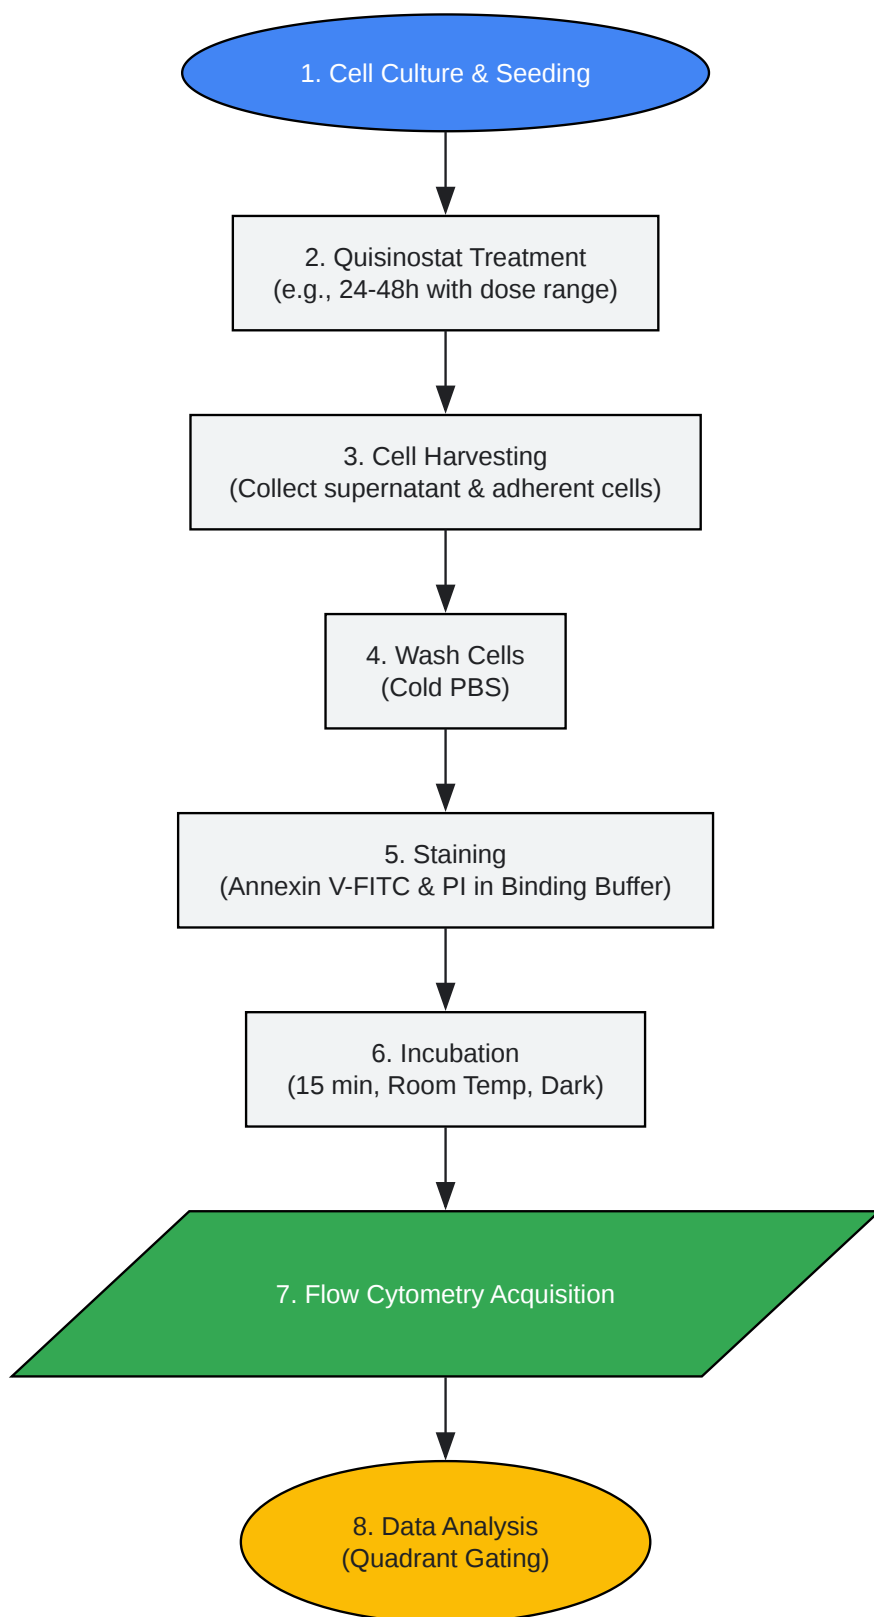 1. Cell Culture & Seeding
2. Quisinostat Treatment
(e.g., 24-48h with dose range)
3. Cell Harvesting
(Collect supernatant & adherent cells)
4. Wash Cells
(Cold PBS)
5. Staining
(Annexin V-FITC & PI in Binding Buffer)
6. Incubation
(15 min, Room Temp, Dark)
7. Flow Cytometry Acquisition
8. Data Analysis
(Quadrant Gating)